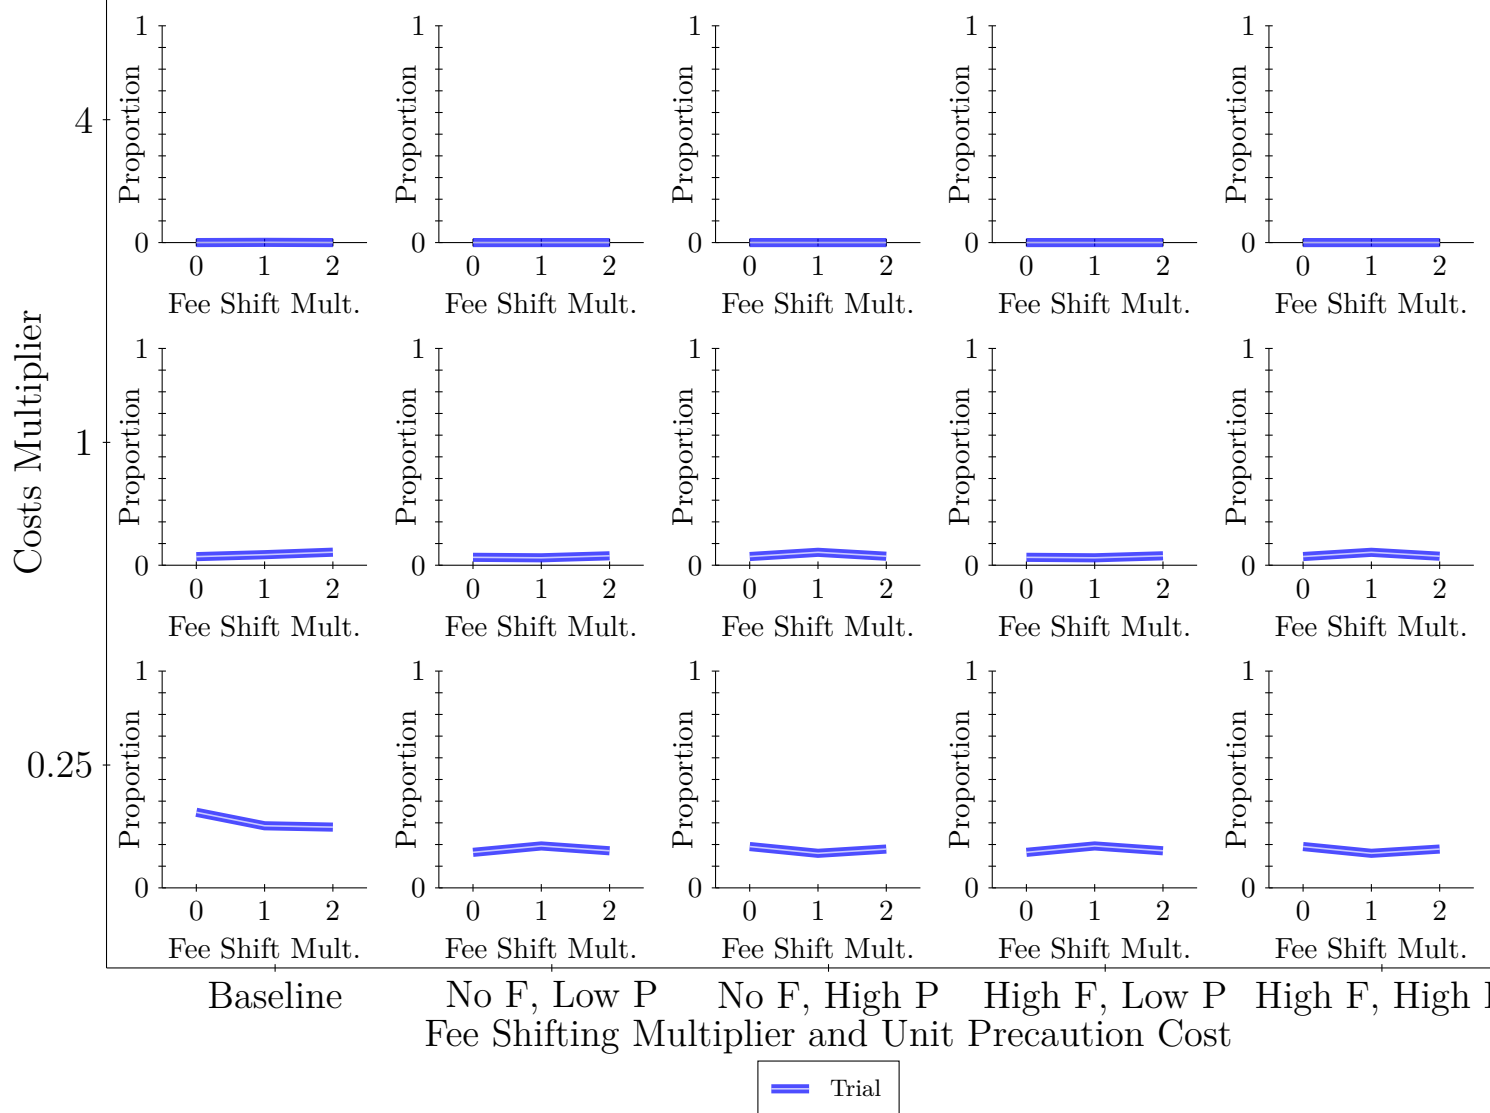 1 1 1 1 1
Proportion Proportion Proportion Proportion Proportion
4
0 0 0 0 0
0 1 2 0 1 2 0 1 2 0 1 2 0 1 2
Fee Shift Mult. Fee Shift Mult. Fee Shift Mult. Fee Shift Mult. Fee Shift Mult.
Costs Multiplier
1 1 1 1 1
Proportion Proportion Proportion Proportion Proportion
1
0 0 0 0 0
0 1 2 0 1 2 0 1 2 0 1 2 0 1 2
Fee Shift Mult. Fee Shift Mult. Fee Shift Mult. Fee Shift Mult. Fee Shift Mult.
1 1 1 1 1
Proportion Proportion Proportion Proportion Proportion
0.25
0 0 0 0 0
0 1 2 0 1 2 0 1 2 0 1 2 0 1 2
Fee Shift Mult. Fee Shift Mult. Fee Shift Mult. Fee Shift Mult. Fee Shift Mult.
Baseline No F, Low P No F, High P High F, Low P High F, High
Fee Shifting Multiplier and Unit Precaution Cost
Trial